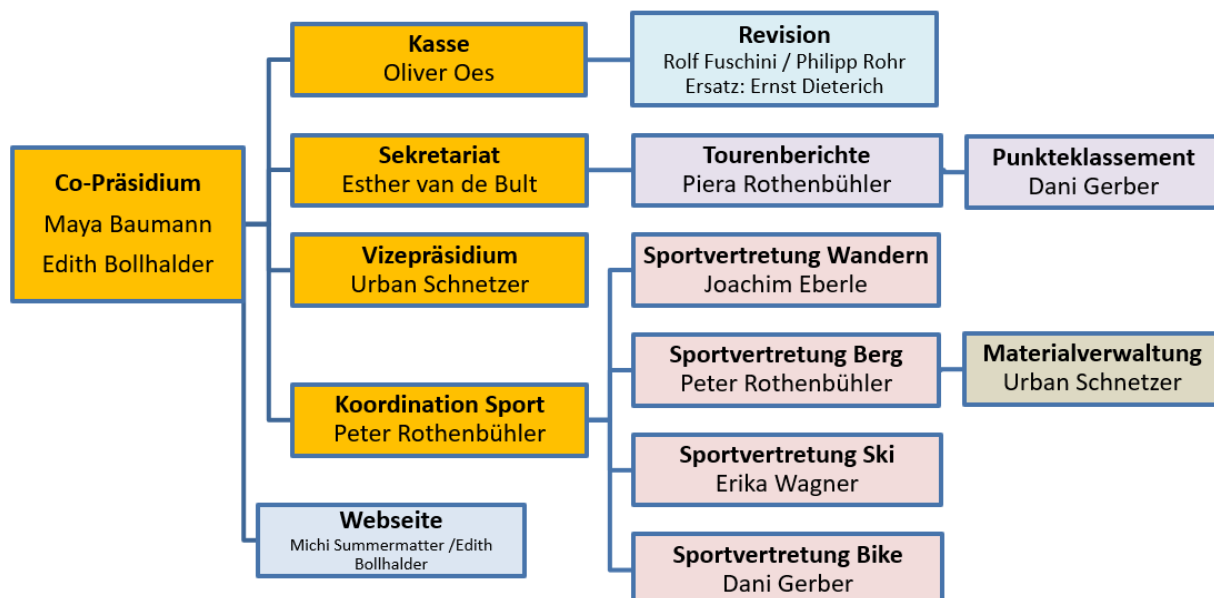 Kasse
Oliver Oes
Revision
Rolf Fuschini / Philipp Rohr
Ersatz: Ernst Dieterich
Co-Präsidium
Maya Baumann
Edith Bollhalder
Sekretariat
Esther van de Bult
Tourenberichte
Piera Rothenbühler
Punkteklassement
Dani Gerber
Vizepräsidium
Urban Schnetzer
Sportvertretung Wandern
Joachim Eberle
Sportvertretung Berg
Peter Rothenbühler
Materialverwaltung
Urban Schnetzer
Koordination Sport
Peter Rothenbühler
Sportvertretung Ski
Erika Wagner
Webseite
Michi Summermatter /Edith
Bollhalder
Sportvertretung Bike
Dani Gerber